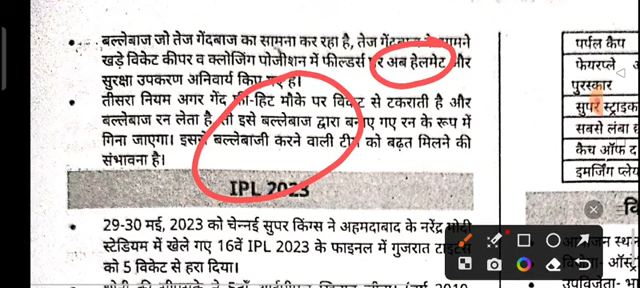 बल्लेबाज जो तेज गेंदबाज का सामना कर रहा है, तेज गेंदबाज के सामने
खड़े विकेट कीपर व क्लोजिंग पोजीशन में फील्डर्स पर अब हेलमेट और
सुरक्षा उपकरण अनिवार्य किए गए है।
तीसरा नियम अगर गेंद फ्री-हिट मौके पर विकेट से टकराती है और
बल्लेबाज रन लेता है, तो इसे बल्लेबाज द्वारा बनाए गए रन के रूप में
गिना जाएगा। इससे बल्लेबाजी करने वाली टीम को बढ़त मिलने की
संभावना है।
IPL 2023
29-30 मई, 2023 को चेन्नई सुपर किंग्स ने अहमदाबाद के नरेंद्र मोदी
स्टेडियम में खेले गए 16वें IPL 2023 के फाइनल में गुजरात टाइटंस
को 5 विकेट से हरा दिया।
पर्पल कैप
फेयरप्ले
पुरस्कार
सुपर स्ट्राइक
सबसे लंबा
कैच ऑफ द
इमर्जिंग प्ले
वि
स्थ
ऑस्ट्
उपविजेता- भा